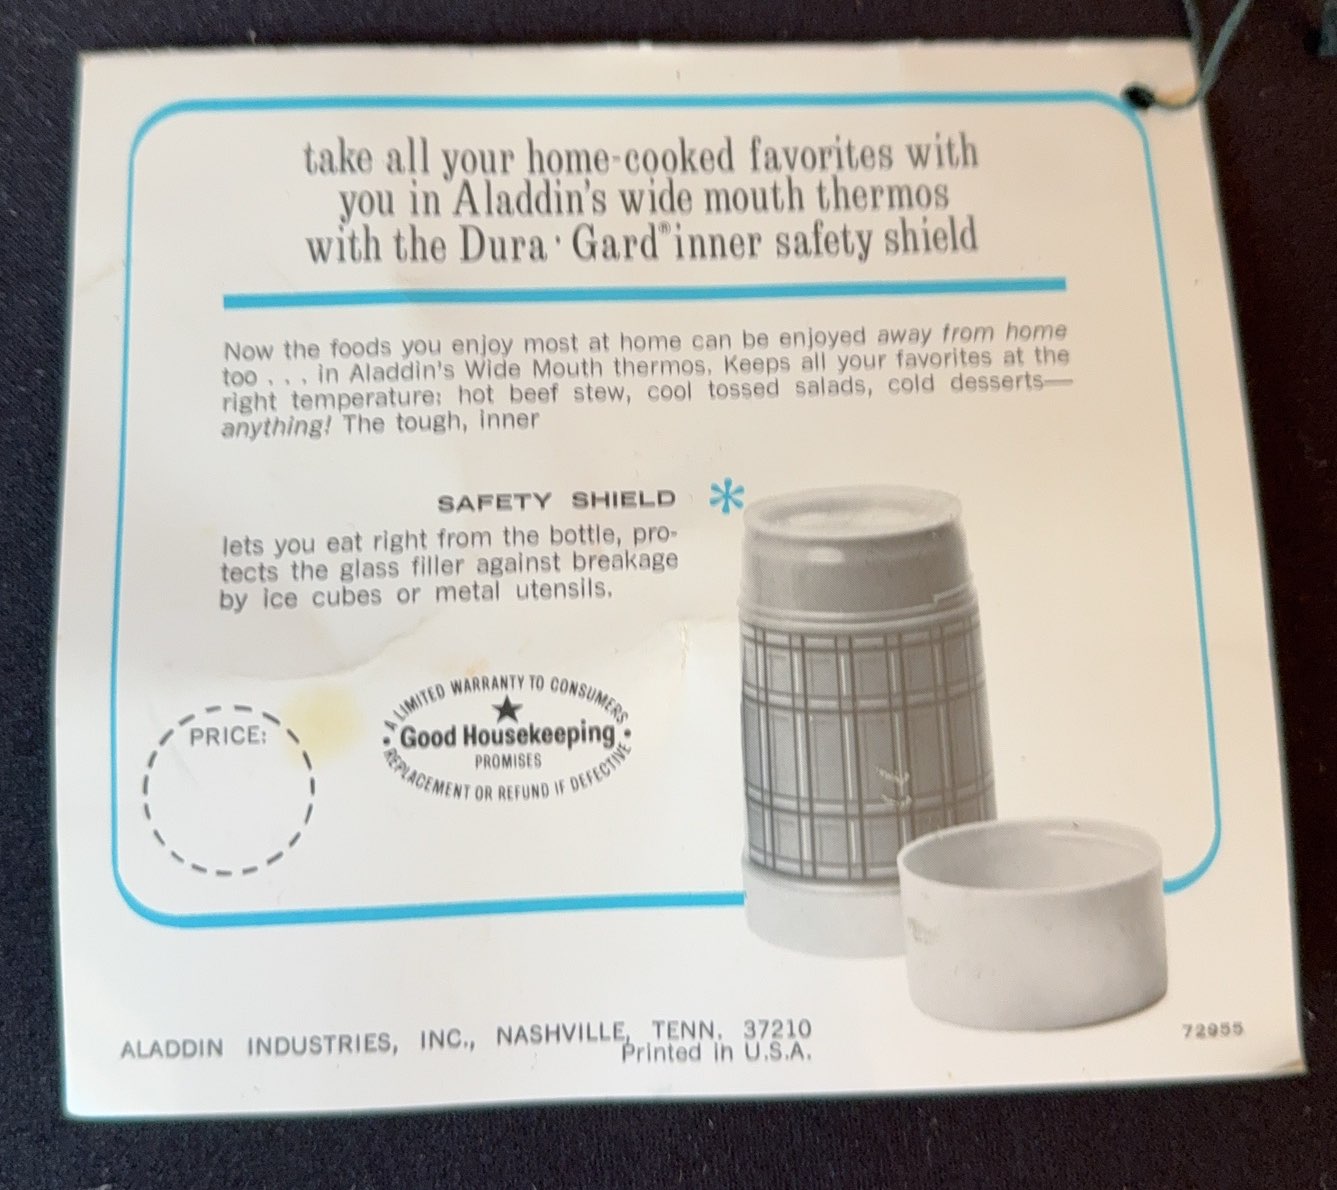 take all your home-cooked favorites with
you in Aladdin's wide mouth thermos
with the Dura·Gard® inner safety shield
Now the foods you enjoy most at home can be enjoyed away from home
too . . . in Aladdin's Wide Mouth thermos. Keeps all your favorites at the
right temperature: hot beef stew, cool tossed salads, cold desserts—
anything! The tough, inner
SAFETY SHIELD *
lets you eat right from the bottle, pro-
tects the glass filler against breakage
by ice cubes or metal utensils.
PRICE:
A LIMITED WARRANTY TO CONSUMERS
★
• Good Housekeeping •
PROMISES
REPLACEMENT OR REFUND IF DEFECTIVE
ALADDIN INDUSTRIES, INC., NASHVILLE, TENN. 37210
Printed in U.S.A.
72955